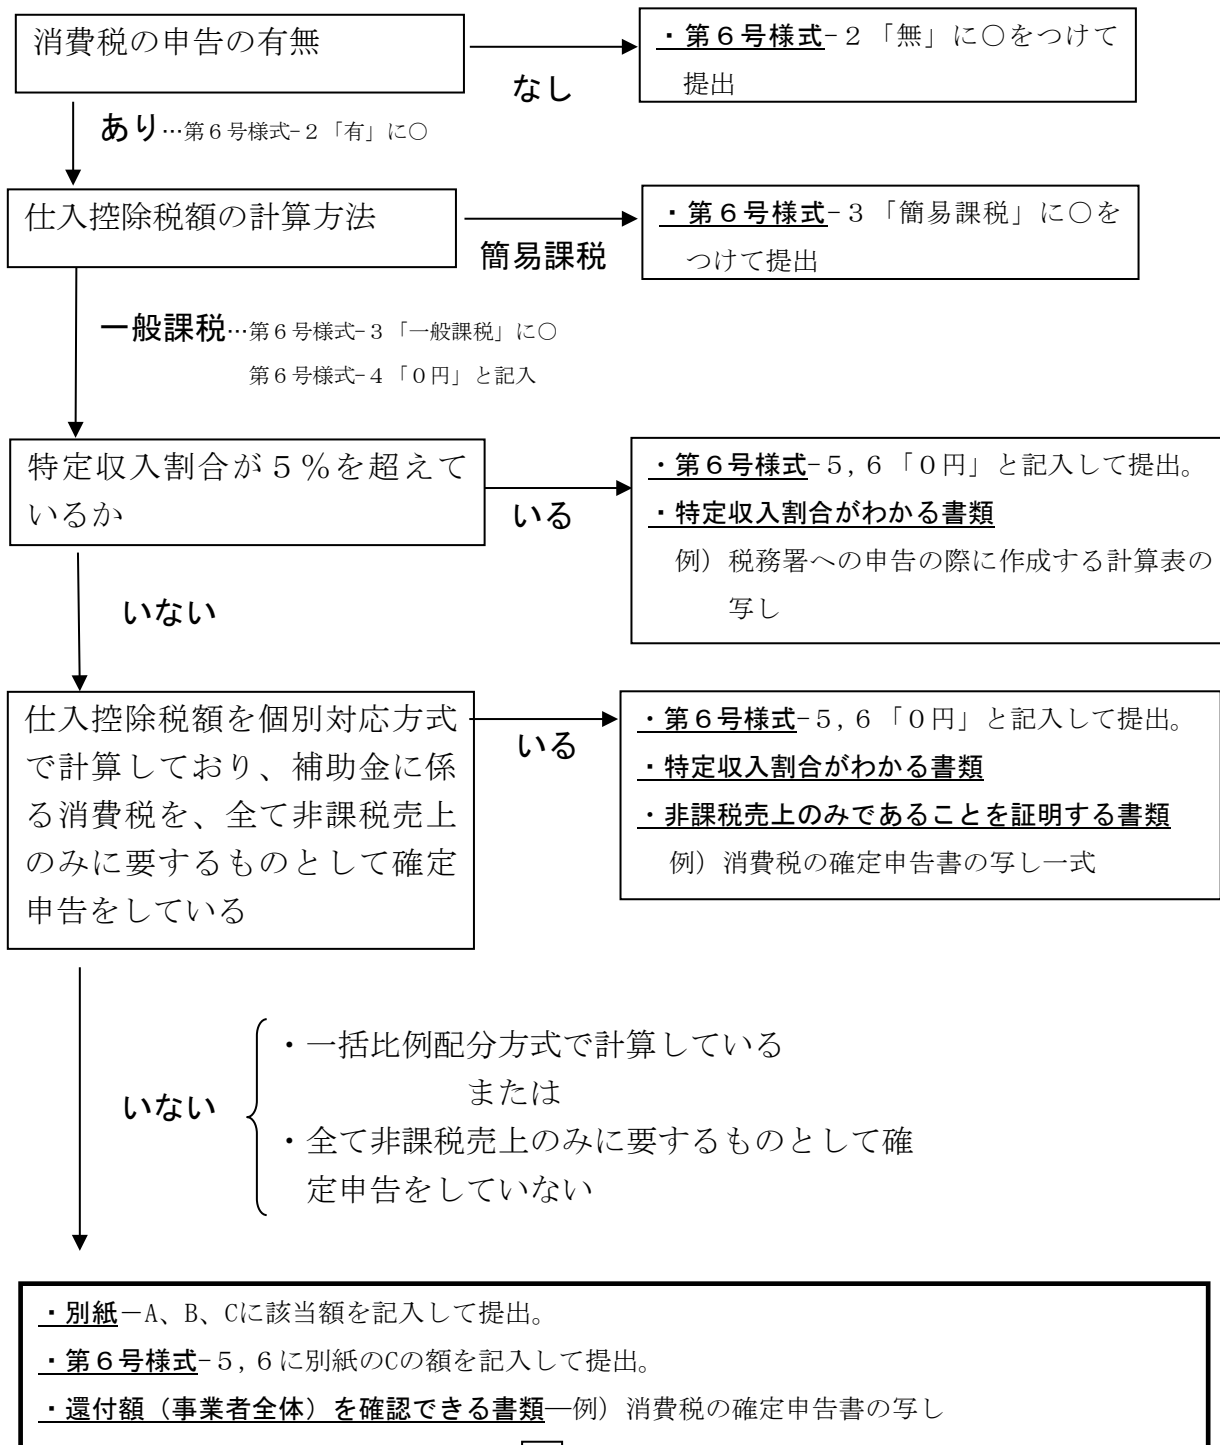 消費税の申告の有無
・第６号様式-２「無」に○をつけて
提出
なし
あり…第６号様式-２「有」に○
仕入控除税額の計算方法
・第６号様式-３「簡易課税」に○を
つけて提出
簡易課税
一般課税…第６号様式-３「一般課税」に○
第６号様式-４「０円」と記入
特定収入割合が５％を超えて
いるか
いる
・第６号様式-５,６「０円」と記入して提出。
・特定収入割合がわかる書類
例）税務署への申告の際に作成する計算表の
写し
いない
仕入控除税額を個別対応方式
で計算しており、補助金に係
る消費税を、全て非課税売上
のみに要するものとして確定
申告をしている
いる
・第６号様式-５,６「０円」と記入して提出。
・特定収入割合がわかる書類
・非課税売上のみであることを証明する書類
例）消費税の確定申告書の写し一式
いない
・一括比例配分方式で計算している
または
・全て非課税売上のみに要するものとして確
定申告をしていない
・別紙－A、B、Cに該当額を記入して提出。
・第６号様式-５,６に別紙のCの額を記入して提出。
・還付額（事業者全体）を確認できる書類―例）消費税の確定申告書の写し